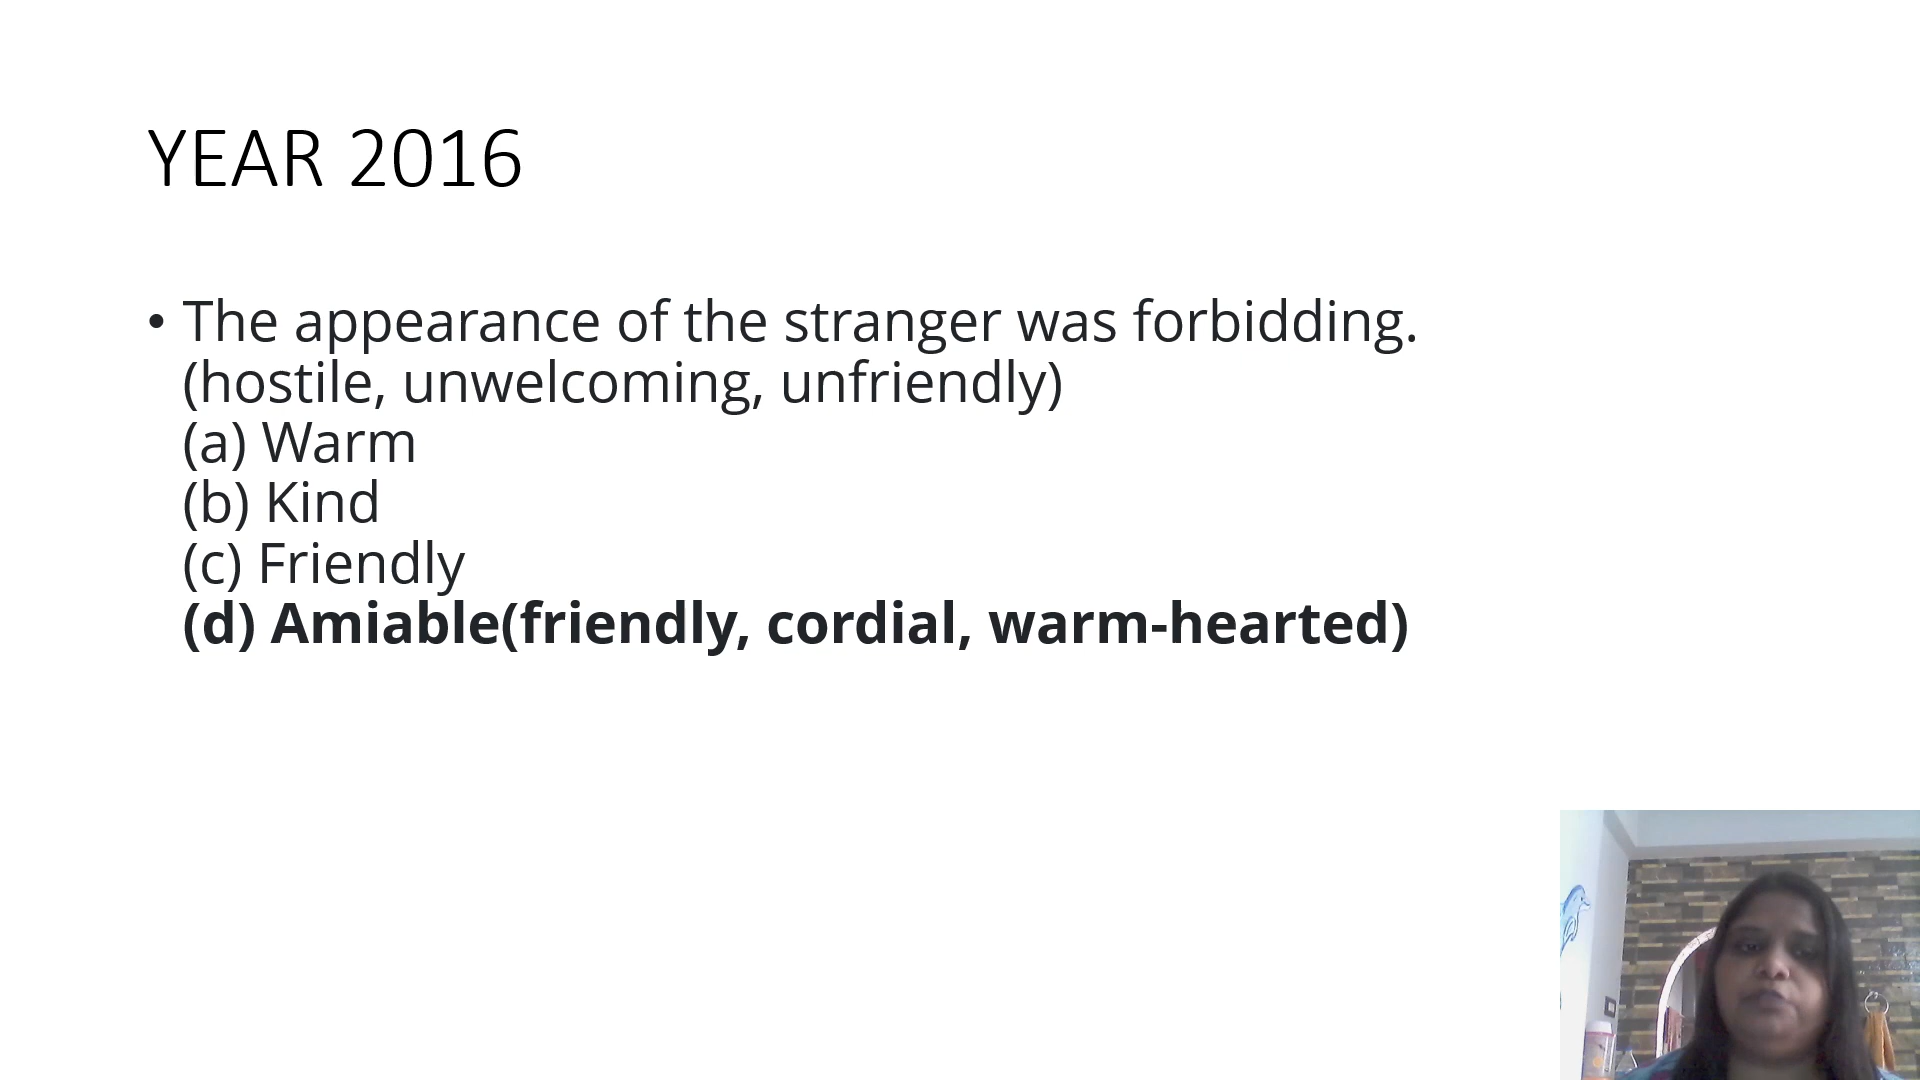 YEAR 2016
• The appearance of the stranger was forbidding.
(hostile, unwelcoming, unfriendly)
(a) Warm
(b) Kind
(c) Friendly
(d) Amiable(friendly, cordial, warm-hearted)